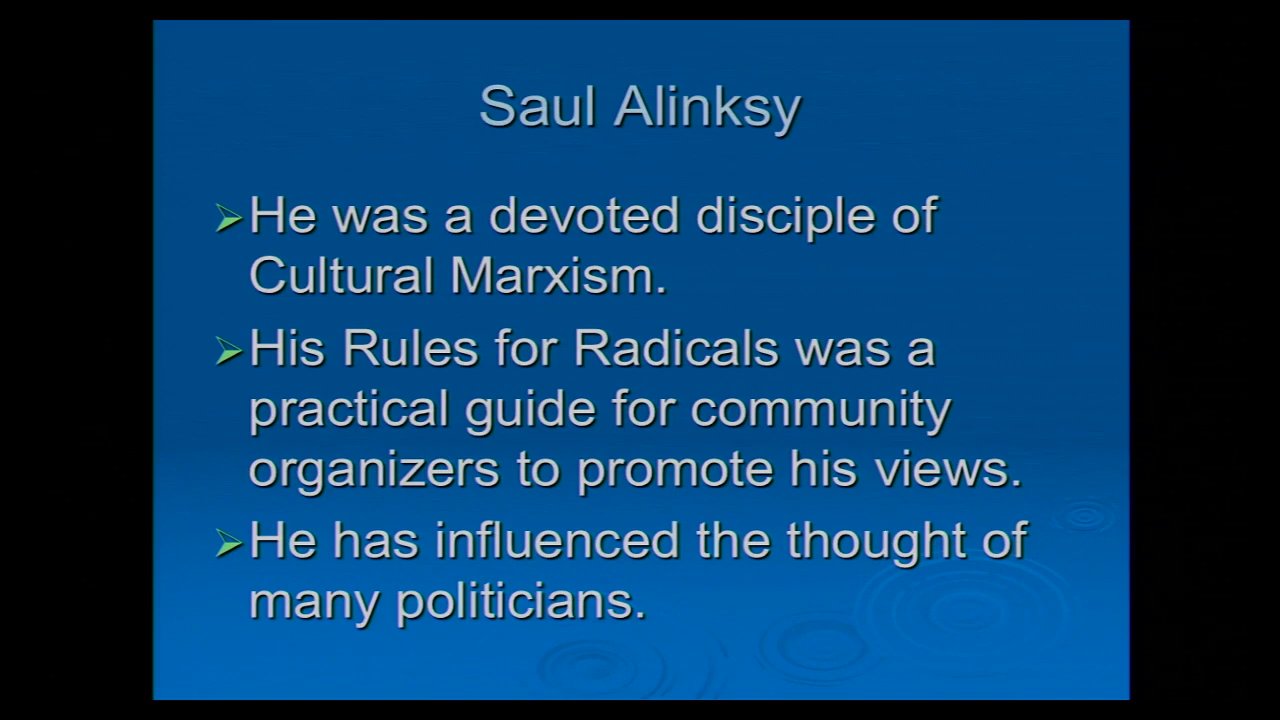 Saul Alinksy
He was a devoted disciple of
Cultural Marxism.
His Rules for Radicals was a
practical guide for community
organizers to promote his views.
He has influenced the thought of
many politicians.